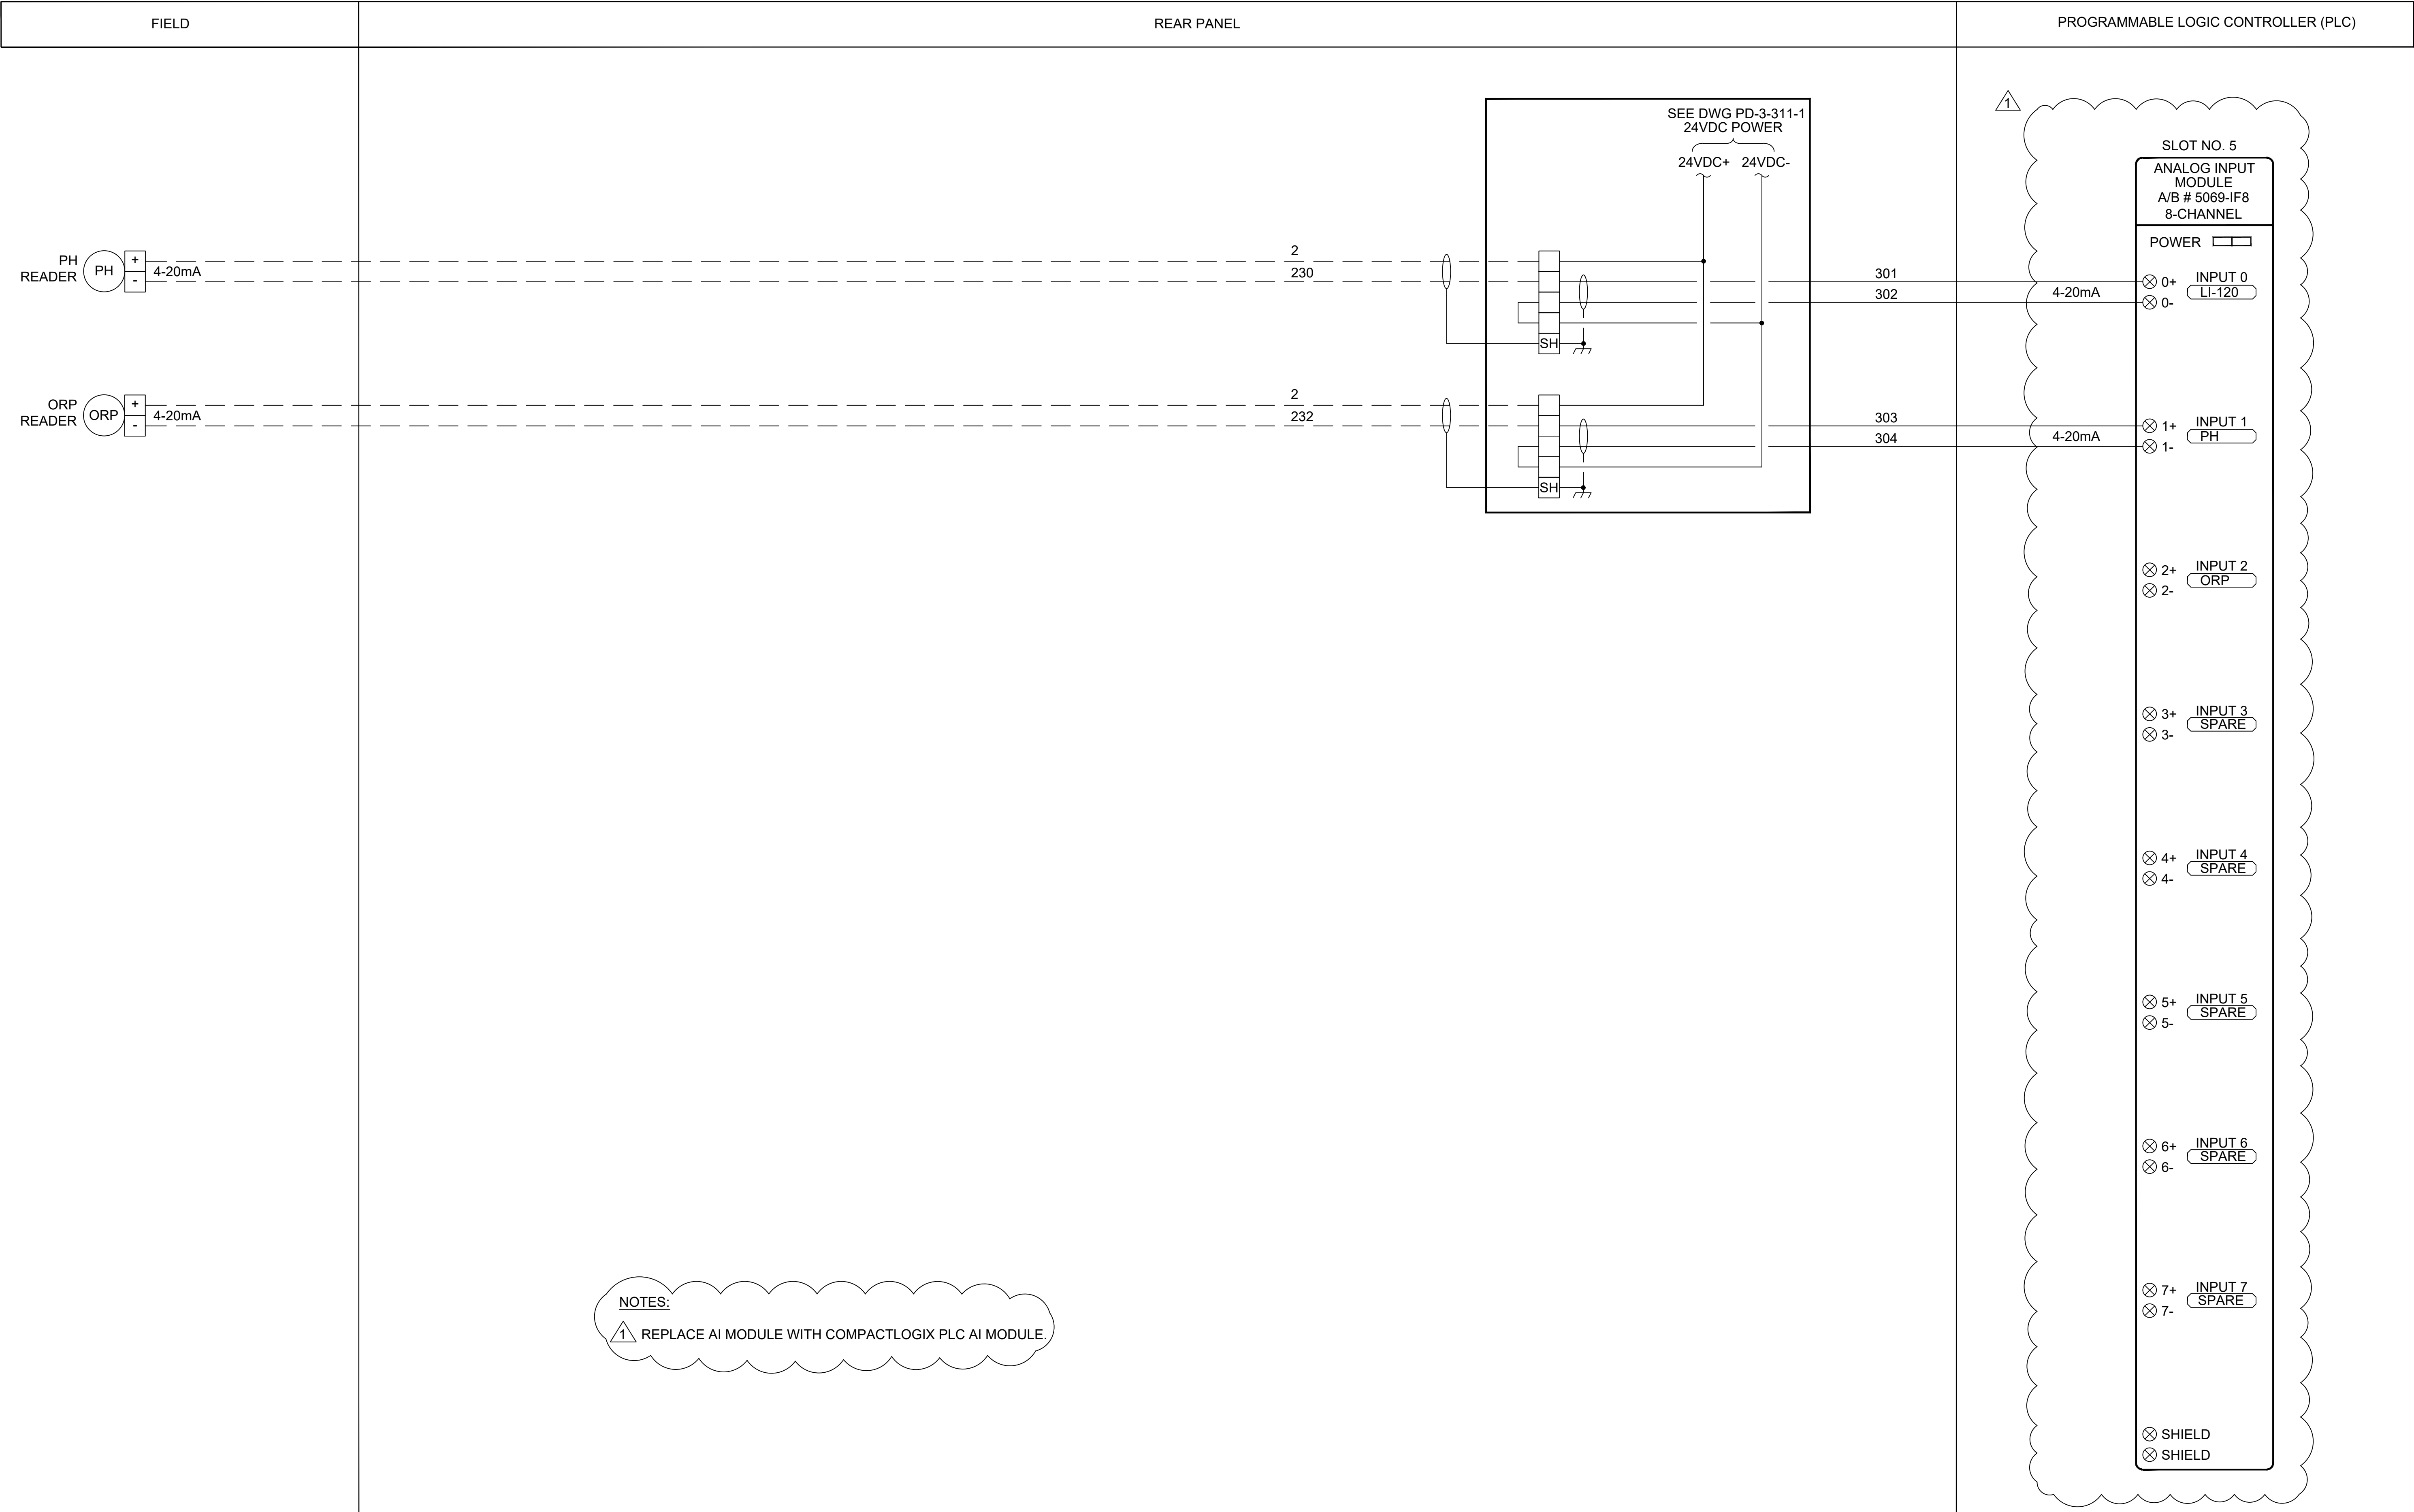 FIELD
REAR PANEL
PROGRAMMABLE LOGIC CONTROLLER (PLC)
SEE DWG PD-3-311-1
24VDC POWER
24VDC+ 24VDC-
1
SLOT NO. 5
ANALOG INPUT
MODULE
A/B # 5069-IF8
8-CHANNEL
POWER
PH
READER
PH
+
-
4-20mA
2
230
SH
301
302
4-20mA
0+ INPUT 0
LI-120
0-
ORP
READER
ORP
+
-
4-20mA
2
232
SH
303
304
4-20mA
1+ INPUT 1
PH
1-
2+ INPUT 2
ORP
2-
3+ INPUT 3
SPARE
3-
4+ INPUT 4
SPARE
4-
5+ INPUT 5
SPARE
5-
6+ INPUT 6
SPARE
6-
7+ INPUT 7
SPARE
7-
SHIELD
SHIELD
NOTES:
1 REPLACE AI MODULE WITH COMPACTLOGIX PLC AI MODULE.